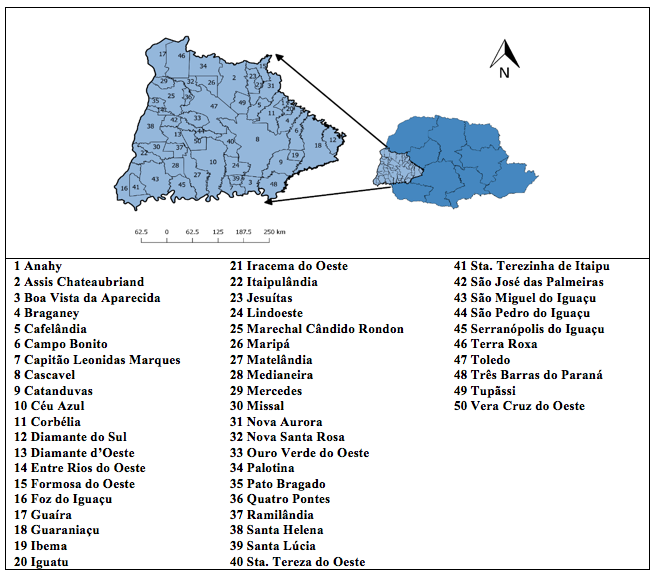 N
17 46 34 15
29 32 26 2 23 21 31
35 25 36 47 49 5 11 20
14 42 33 4
38 13 44 50 40 8 6 12
22 30 37 18
28 10 24 9 19
16 41 43 45 27 39 3 48
62.5 0 62.5 125 187.5 250 km
1 Anahy
2 Assis Chateaubriand
3 Boa Vista da Aparecida
4 Braganey
5 Cafelândia
6 Campo Bonito
7 Capitão Leonidas Marques
8 Cascavel
9 Catanduvas
10 Céu Azul
11 Corbélia
12 Diamante do Sul
13 Diamante d’Oeste
14 Entre Rios do Oeste
15 Formosa do Oeste
16 Foz do Iguaçu
17 Guaíra
18 Guaraniaçu
19 Ibema
20 Iguatu
21 Iracema do Oeste
22 Itaipulândia
23 Jesuítas
24 Lindoeste
25 Marechal Cândido Rondon
26 Maripá
27 Matelândia
28 Medianeira
29 Mercedes
30 Missal
31 Nova Aurora
32 Nova Santa Rosa
33 Ouro Verde do Oeste
34 Palotina
35 Pato Bragado
36 Quatro Pontes
37 Ramilândia
38 Santa Helena
39 Santa Lúcia
40 Sta. Tereza do Oeste
41 Sta. Terezinha de Itaipu
42 São José das Palmeiras
43 São Miguel do Iguaçu
44 São Pedro do Iguaçu
45 Serranópolis do Iguaçu
46 Terra Roxa
47 Toledo
48 Três Barras do Paraná
49 Tupãssi
50 Vera Cruz do Oeste